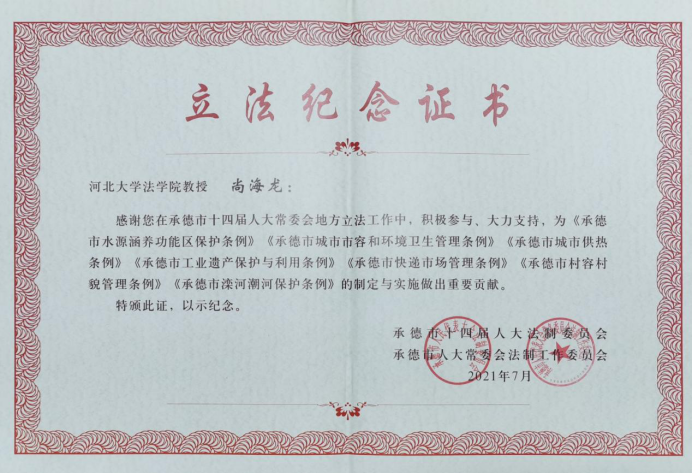 立法纪念证书
河北大学法学院教授 尚海龙：
感谢您在承德市十四届人大常委会地方立法工作中，积极参与、大力支持，为《承德
市水源涵养功能区保护条例》《承德市城市市容和环境卫生管理条例》《承德市城市供热
条例》《承德市工业遗产保护与利用条例》《承德市快递市场管理条例》《承德市村容村
貌管理条例》《承德市滦河潮河保护条例》的制定与实施做出重要贡献。
特颁此证，以示纪念。
承德市十四届人大法制委员会
承德市人大常委会法制工作委员会
2021年7月